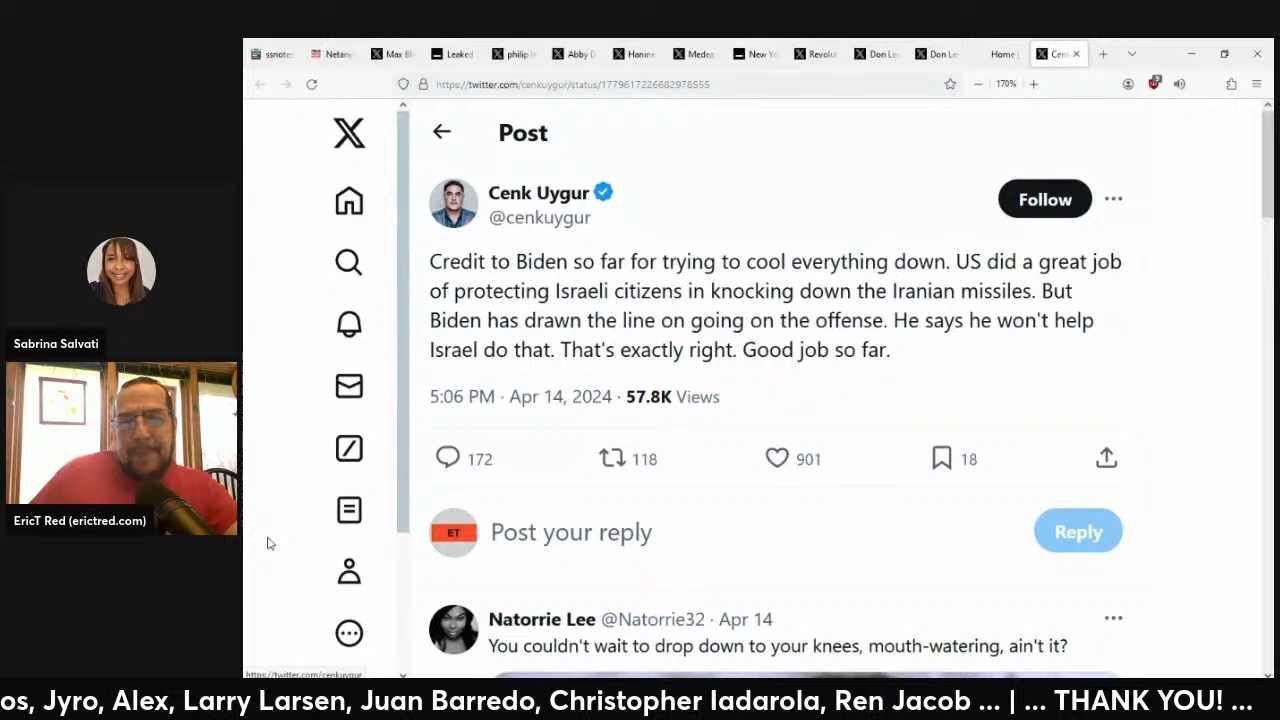 ssnotes
Netany
Max Bl
Leaked
philip le
Abby D
Hanine
Medea
New Yo
Revolut
Don Le
Don Le
Home
Cenk
https://twitter.com/cenkuygur/status/1779617226682978555
170%
Post
Cenk Uygur
@cenkuygur
Follow
Credit to Biden so far for trying to cool everything down. US did a great job
of protecting Israeli citizens in knocking down the Iranian missiles. But
Biden has drawn the line on going on the offense. He says he won't help
Israel do that. That's exactly right. Good job so far.
5:06 PM · Apr 14, 2024 · 57.8K Views
172 118 901 18
ET
Post your reply
Reply
Natorrie Lee @Natorrie32 · Apr 14
You couldn't wait to drop down to your knees, mouth-watering, ain't it?
https://twitter.com/cenkuygur
Sabrina Salvati
EricT Red (erictred.com)
os, Jyro, Alex, Larry Larsen, Juan Barredo, Christopher Iadarola, Ren Jacob ... | ... THANK YOU! ...